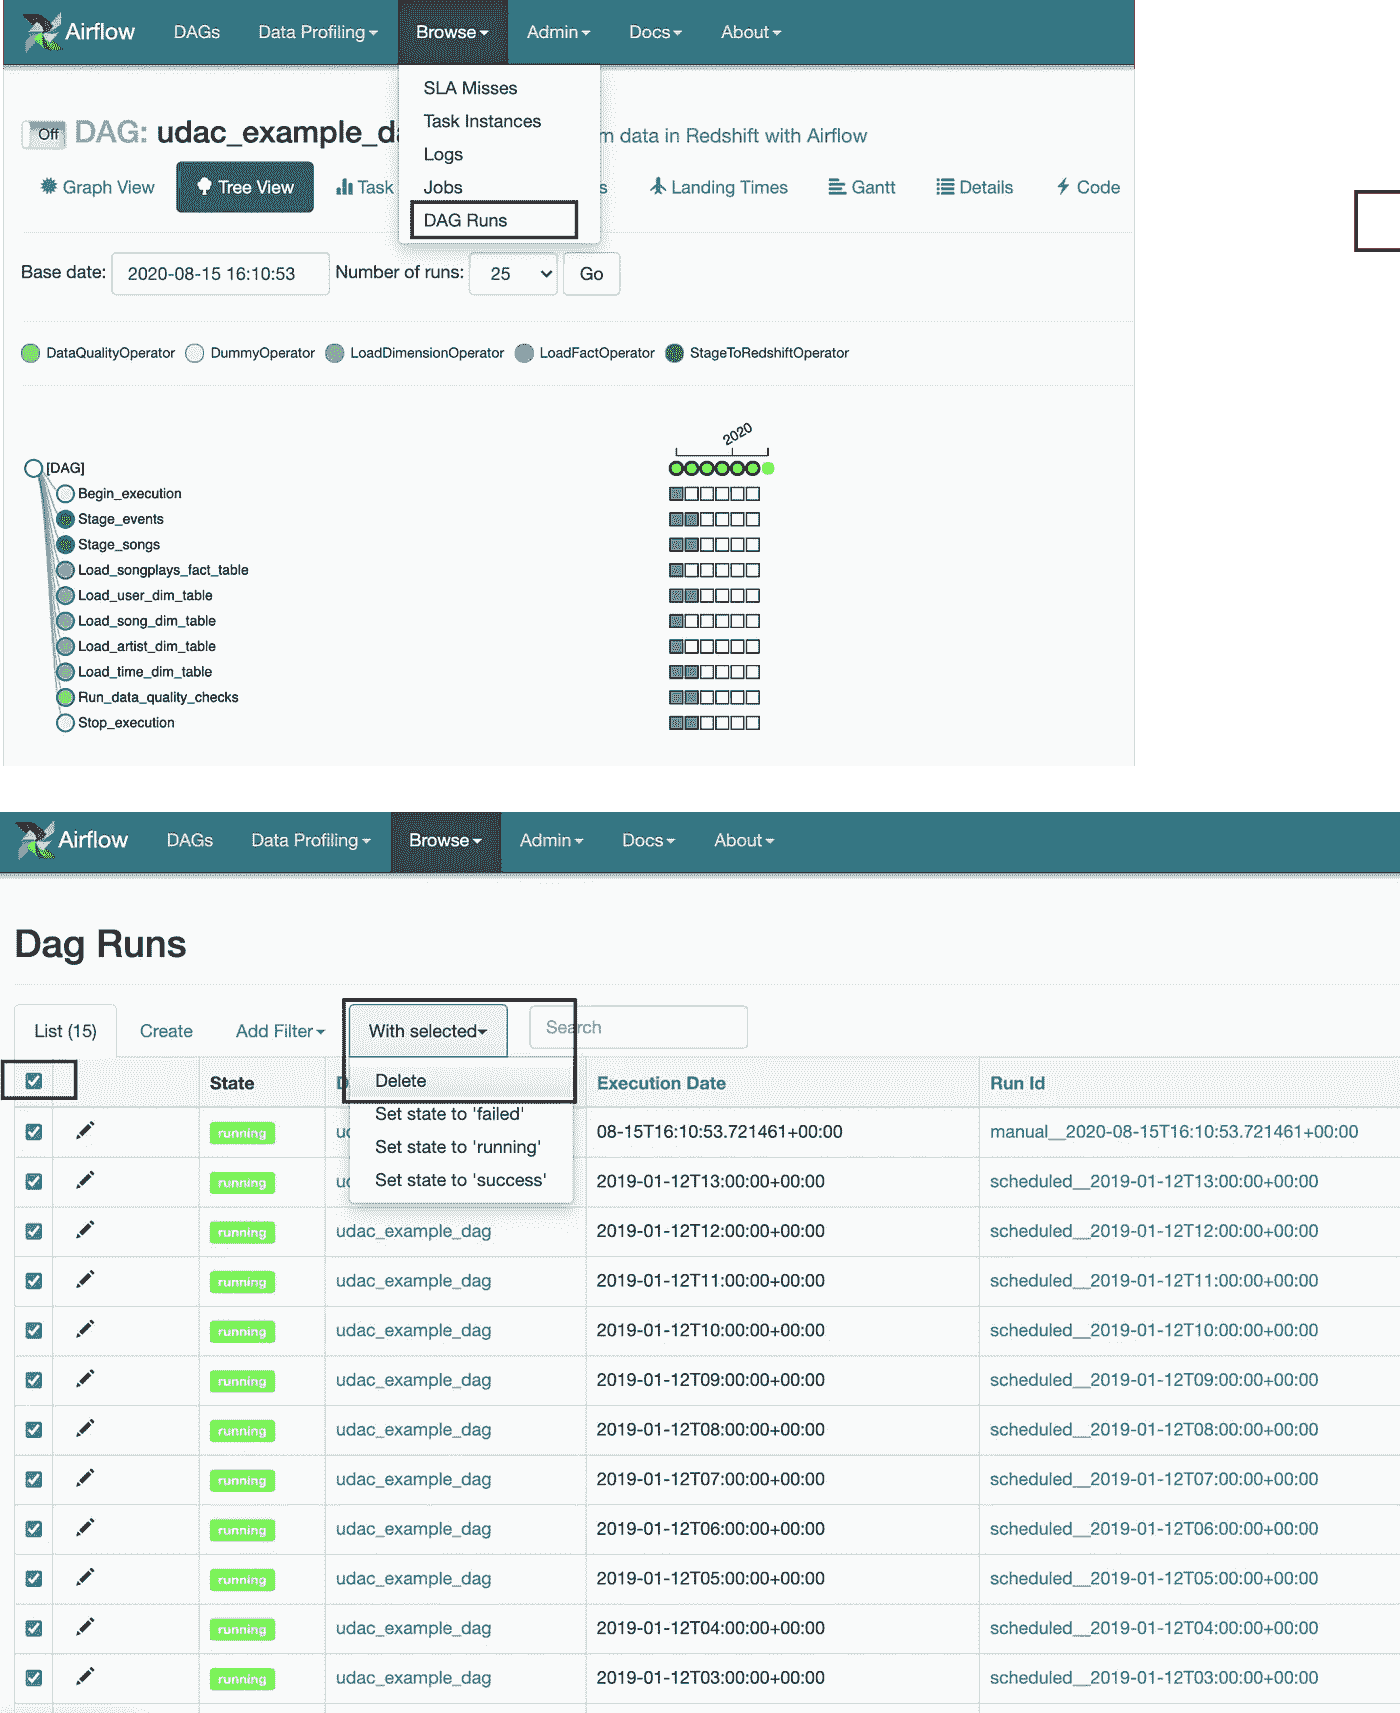 Airflow DAGs Data Profiling Browse Admin Docs About
SLA Misses
Task Instances
Logs
Jobs
DAG Runs
Off DAG: udac_example_da m data in Redshift with Airflow
Graph View Tree View Task s Landing Times Gantt Details Code
Base date: 2020-08-15 16:10:53 Number of runs: 25 Go
DataQualityOperator DummyOperator LoadDimensionOperator LoadFactOperator StageToRedshiftOperator
2020
[DAG]
Begin_execution
Stage_events
Stage_songs
Load_songplays_fact_table
Load_user_dim_table
Load_song_dim_table
Load_artist_dim_table
Load_time_dim_table
Run_data_quality_checks
Stop_execution
Airflow DAGs Data Profiling Browse Admin Docs About
Dag Runs
List (15) Create Add Filter With selected Search
Delete
Set state to 'failed'
Set state to 'running'
Set state to 'success'
State D Execution Date Run Id
running uc 08-15T16:10:53.721461+00:00 manual__2020-08-15T16:10:53.721461+00:00
running uc 2019-01-12T13:00:00+00:00 scheduled__2019-01-12T13:00:00+00:00
running udac_example_dag 2019-01-12T12:00:00+00:00 scheduled__2019-01-12T12:00:00+00:00
running udac_example_dag 2019-01-12T11:00:00+00:00 scheduled__2019-01-12T11:00:00+00:00
running udac_example_dag 2019-01-12T10:00:00+00:00 scheduled__2019-01-12T10:00:00+00:00
running udac_example_dag 2019-01-12T09:00:00+00:00 scheduled__2019-01-12T09:00:00+00:00
running udac_example_dag 2019-01-12T08:00:00+00:00 scheduled__2019-01-12T08:00:00+00:00
running udac_example_dag 2019-01-12T07:00:00+00:00 scheduled__2019-01-12T07:00:00+00:00
running udac_example_dag 2019-01-12T06:00:00+00:00 scheduled__2019-01-12T06:00:00+00:00
running udac_example_dag 2019-01-12T05:00:00+00:00 scheduled__2019-01-12T05:00:00+00:00
running udac_example_dag 2019-01-12T04:00:00+00:00 scheduled__2019-01-12T04:00:00+00:00
running udac_example_dag 2019-01-12T03:00:00+00:00 scheduled__2019-01-12T03:00:00+00:00